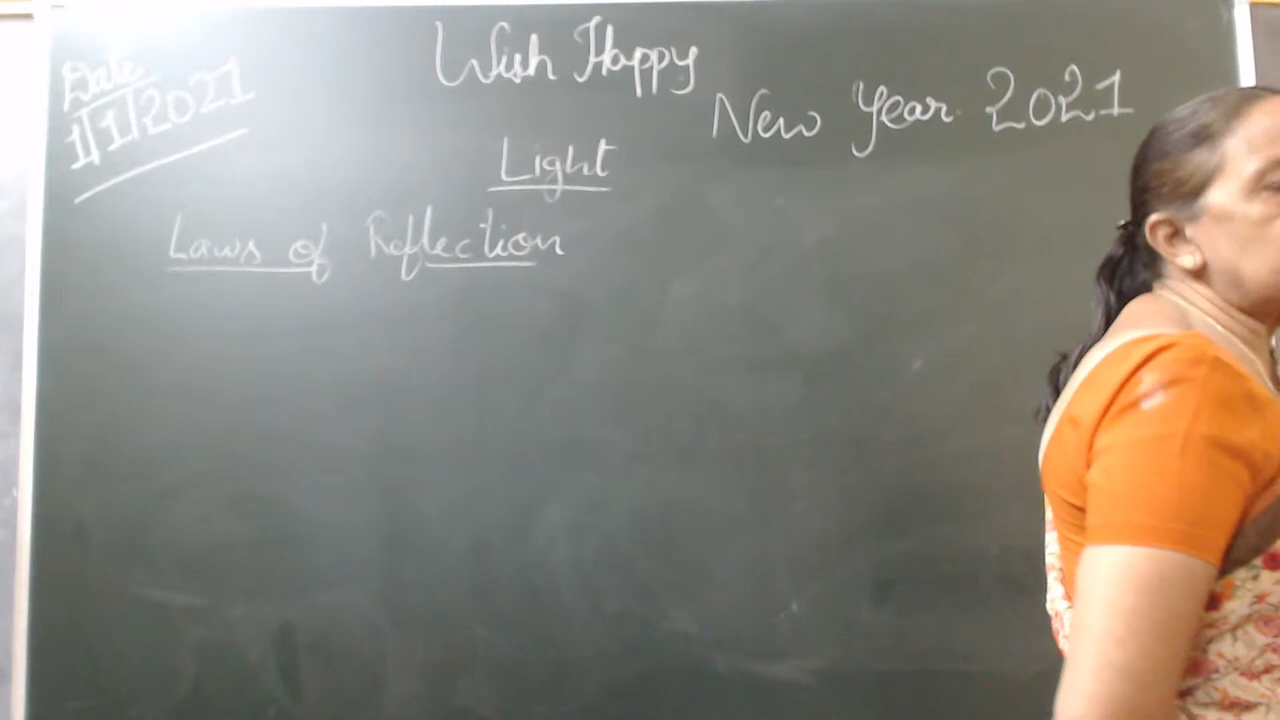 Date
1/1/2021
Wish Happy
New Year 2021
Light
Laws of Reflection